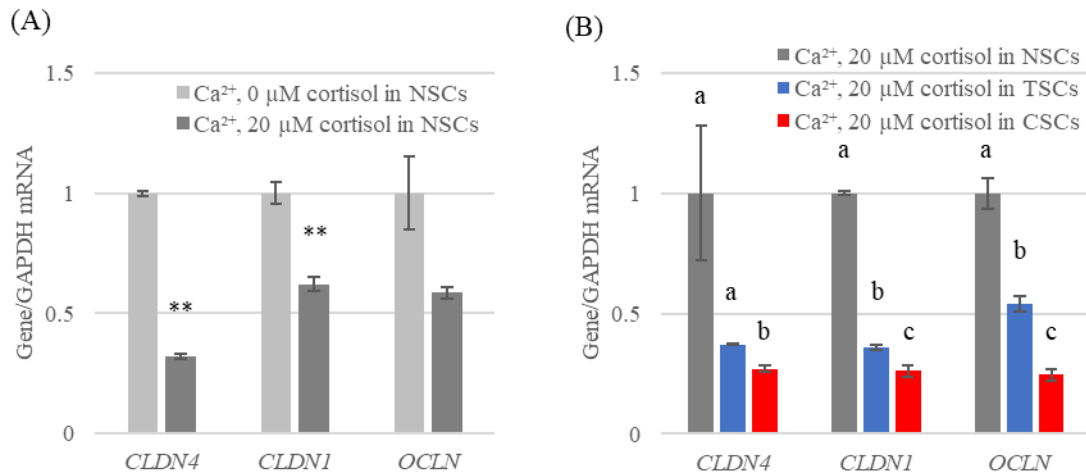 (A)
Gene/GAPDH mRNA
1.5
1
0.5
0
Ca²⁺, 0 µM cortisol in NSCs
Ca²⁺, 20 µM cortisol in NSCs
**
**
CLDN4 CLDN1 OCLN
(B)
Gene/GAPDH mRNA
1.5
1
0.5
0
Ca²⁺, 20 µM cortisol in NSCs
Ca²⁺, 20 µM cortisol in TSCs
Ca²⁺, 20 µM cortisol in CSCs
a
a
b
a
b
c
a
b
c
CLDN4 CLDN1 OCLN